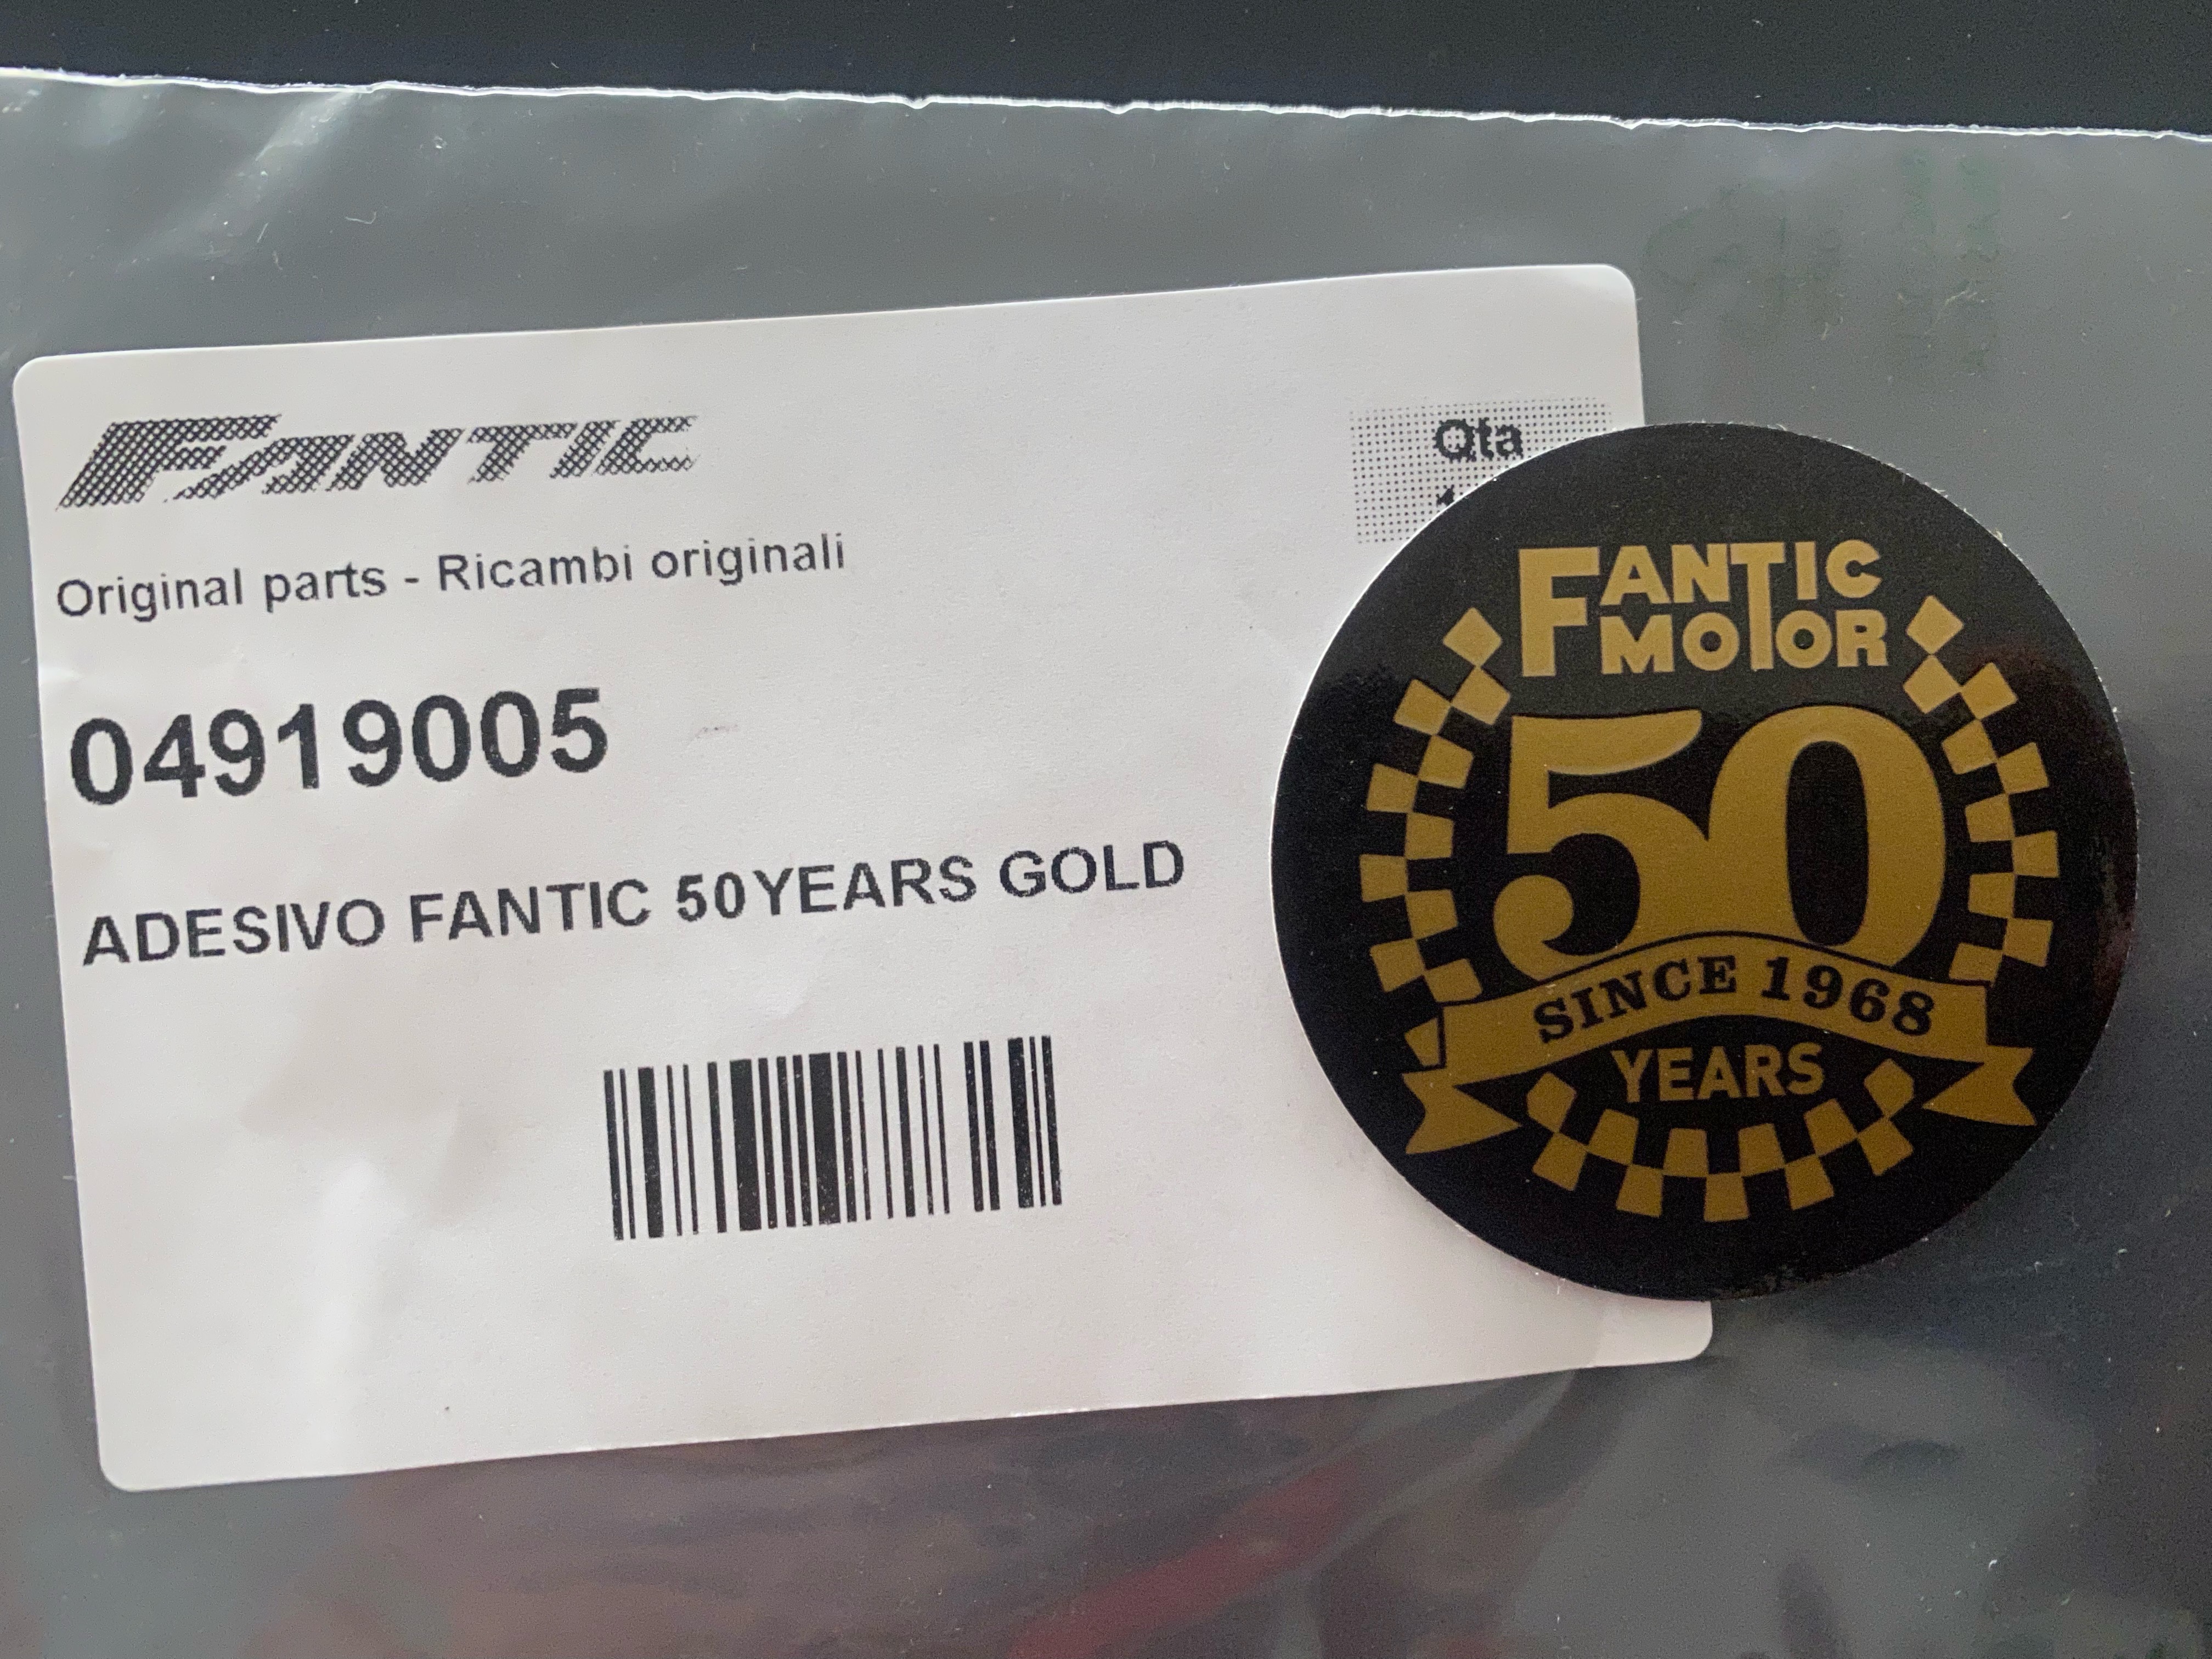 FANTIC
Qta
Original parts - Ricambi originali
04919005
ADESIVO FANTIC 50YEARS GOLD
FANTIC
MOTOR
50
SINCE 1968
YEARS